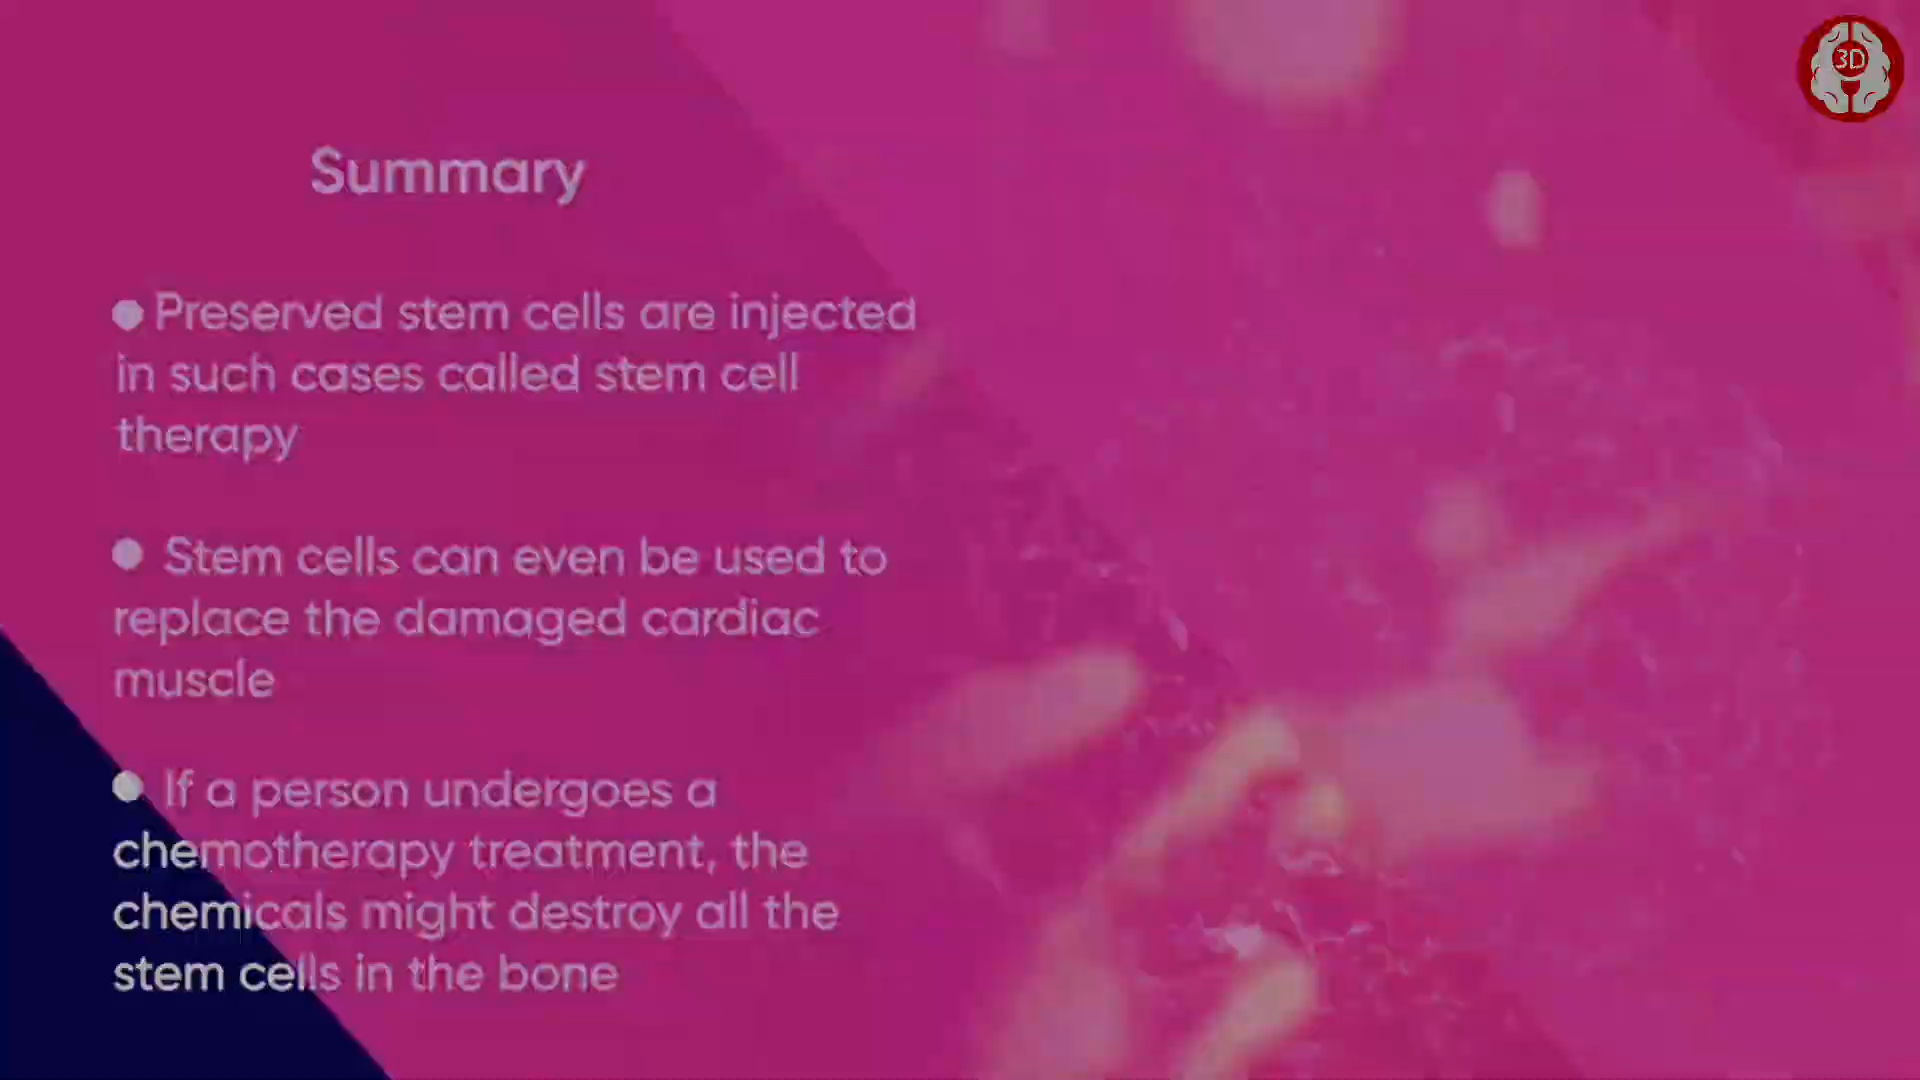 3D
Summary
● Preserved stem cells are injected
in such cases called stem cell
therapy
● Stem cells can even be used to
replace the damaged cardiac
muscle
● If a person undergoes a
chemotherapy treatment, the
chemicals might destroy all the
stem cells in the bone